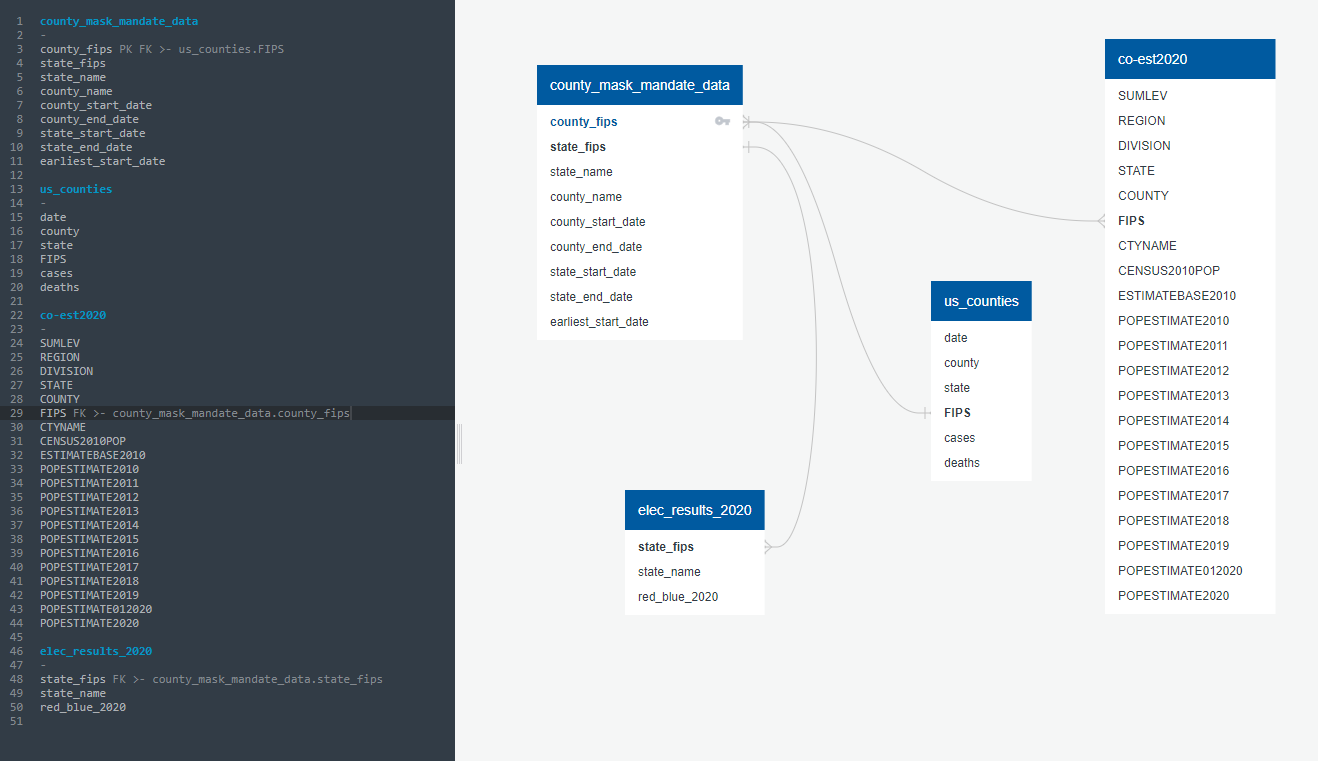 1 county_mask_mandate_data
2 -
3 county_fips PK FK >- us_counties.FIPS
4 state_fips
5 state_name
6 county_name
7 county_start_date
8 county_end_date
9 state_start_date
10 state_end_date
11 earliest_start_date
12
13 us_counties
14 -
15 date
16 county
17 state
18 FIPS
19 cases
20 deaths
21
22 co-est2020
23 -
24 SUMLEV
25 REGION
26 DIVISION
27 STATE
28 COUNTY
29 FIPS FK >- county_mask_mandate_data.county_fips
30 CTYNAME
31 CENSUS2010POP
32 ESTIMATEBASE2010
33 POPESTIMATE2010
34 POPESTIMATE2011
35 POPESTIMATE2012
36 POPESTIMATE2013
37 POPESTIMATE2014
38 POPESTIMATE2015
39 POPESTIMATE2016
40 POPESTIMATE2017
41 POPESTIMATE2018
42 POPESTIMATE2019
43 POPESTIMATE012020
44 POPESTIMATE2020
45
46 elec_results_2020
47 -
48 state_fips FK >- county_mask_mandate_data.state_fips
49 state_name
50 red_blue_2020
51
county_mask_mandate_data
county_fips
state_fips
state_name
county_name
county_start_date
county_end_date
state_start_date
state_end_date
earliest_start_date
elec_results_2020
state_fips
state_name
red_blue_2020
us_counties
date
county
state
FIPS
cases
deaths
co-est2020
SUMLEV
REGION
DIVISION
STATE
COUNTY
FIPS
CTYNAME
CENSUS2010POP
ESTIMATEBASE2010
POPESTIMATE2010
POPESTIMATE2011
POPESTIMATE2012
POPESTIMATE2013
POPESTIMATE2014
POPESTIMATE2015
POPESTIMATE2016
POPESTIMATE2017
POPESTIMATE2018
POPESTIMATE2019
POPESTIMATE012020
POPESTIMATE2020